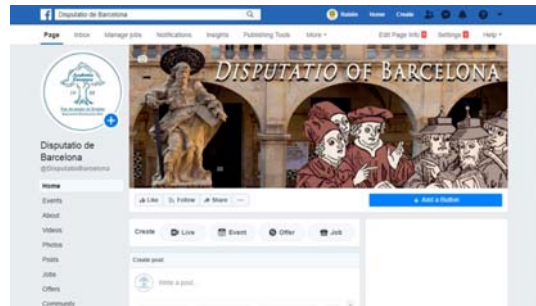 Disputatio de Barcelona
Home Create
Page Inbox Manage jobs Notifications Insights Publishing Tools More Edit Page Info Settings Help
DISPUTATIO OF BARCELONA
Academia Europaea
Disputatio de
Barcelona
@DisputatioBarcelona
Home
Events
About
Videos
Photos
Posts
Jobs
Offers
Community
Like Follow Share
+ Add a Button
Create Live Event Offer Job
Create post
Write a post...